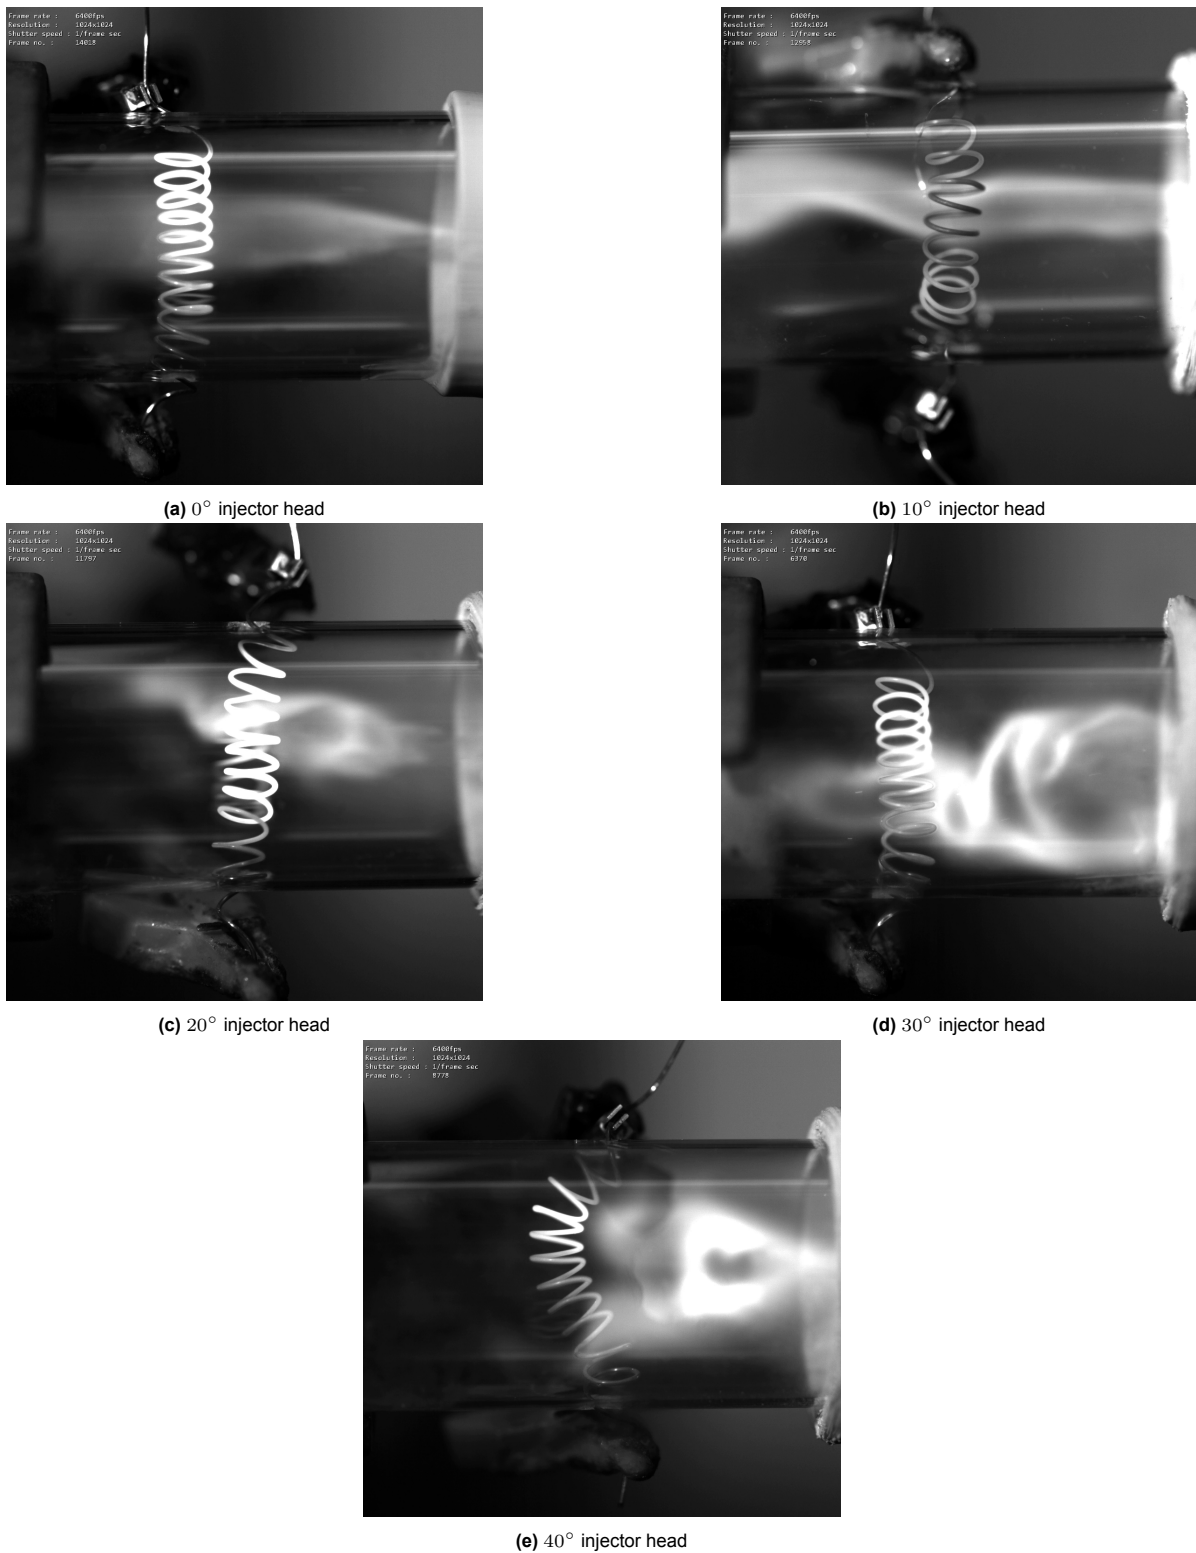 Frame rate : 6400fps
Resolution : 1024x1024
Shutter speed : 1/frame sec
Frame no. : 14018
Frame rate : 6400fps
Resolution : 1024x1024
Shutter speed : 1/frame sec
Frame no. : 12958
(a) 0° injector head
(b) 10° injector head
Frame rate : 6400fps
Resolution : 1024x1024
Shutter speed : 1/frame sec
Frame no. : 11797
Frame rate : 6400fps
Resolution : 1024x1024
Shutter speed : 1/frame sec
Frame no. : 6370
(c) 20° injector head
(d) 30° injector head
Frame rate : 6400fps
Resolution : 1024x1024
Shutter speed : 1/frame sec
Frame no. : 8778
(e) 40° injector head